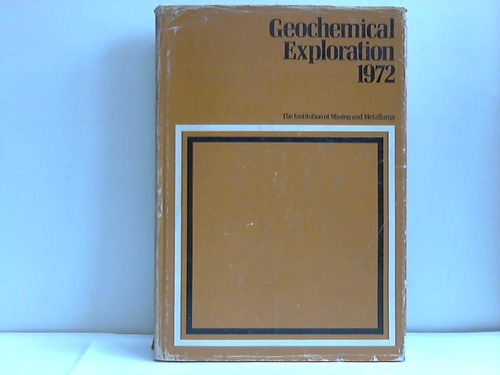 Geochemical
Exploration
1972
The Institution of Mining and Metallurgy